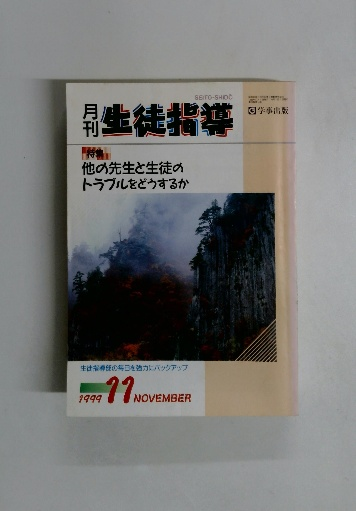 SEITO-SHIDO
月刊 生徒指導
学事出版
特集
他の先生と生徒の
トラブルをどうするか
生徒指導部の毎日を強力にバックアップ
1999 11 NOVEMBER